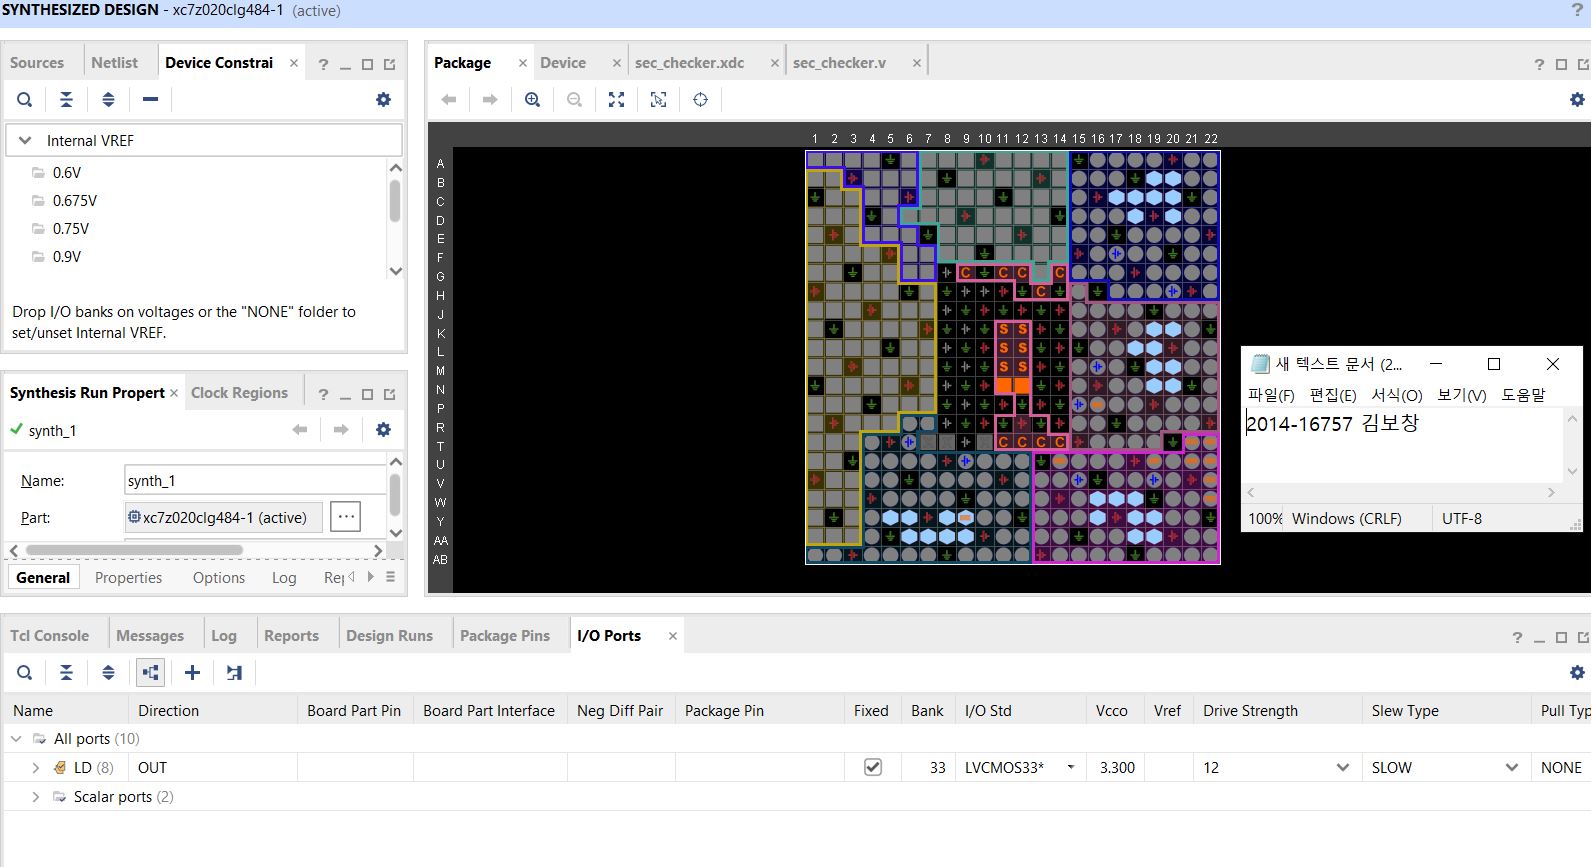 SYNTHESIZED DESIGN - xc7z020clg484-1 (active)
?
Sources Netlist Device Constrai × ?
Internal VREF
0.6V
0.675V
0.75V
0.9V
Drop I/O banks on voltages or the "NONE" folder to
set/unset Internal VREF.
Synthesis Run Propert × Clock Regions ?
synth_1
Name: synth_1
Part: xc7z020clg484-1 (active) ...
General Properties Options Log Rep
Package × Device × sec_checker.xdc × sec_checker.v × ?
1 2 3 4 5 6 7 8 9 10 11 12 13 14 15 16 17 18 19 20 21 22
A
B
C
D
E
F
G C C C C
H C
J
K S S
L S S
M S S
N
P
R
T C C C C
U
V
W
Y
AA
AB
새 텍스트 문서 (2...
파일(F) 편집(E) 서식(O) 보기(V) 도움말
2014-16757 김보창
100% Windows (CRLF) UTF-8
Tcl Console Messages Log Reports Design Runs Package Pins I/O Ports × ?
Name Direction Board Part Pin Board Part Interface Neg Diff Pair Package Pin Fixed Bank I/O Std Vcco Vref Drive Strength Slew Type Pull Typ
All ports (10)
LD (8) OUT 33 LVCMOS33* 3.300 12 SLOW NONE
Scalar ports (2)